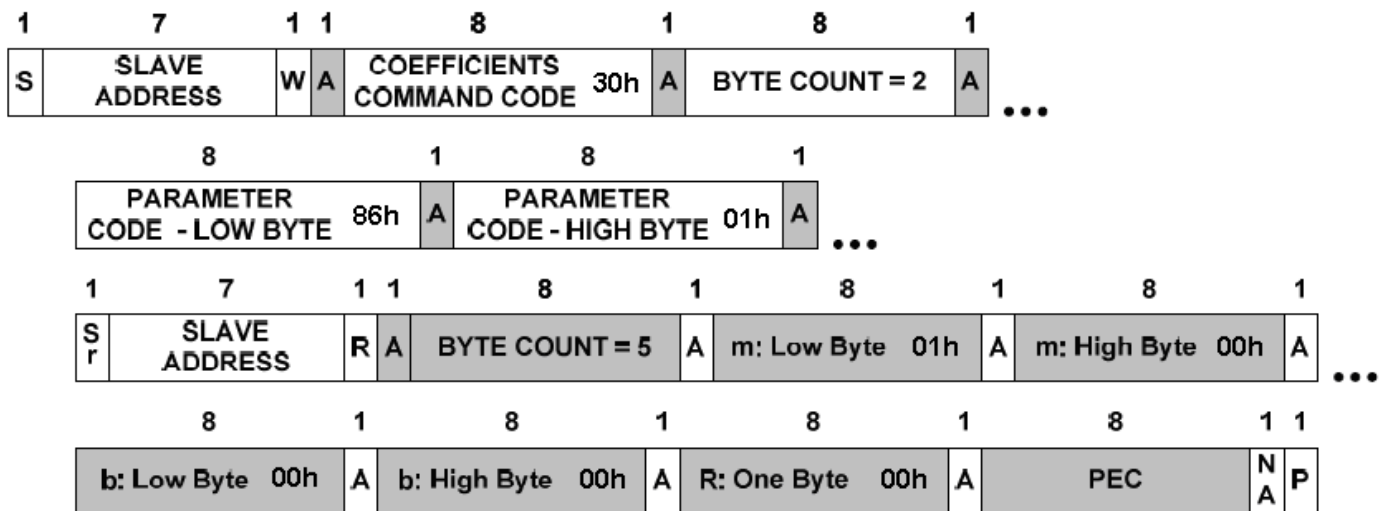 1 7 1 1 8 1 8 1
S SLAVE ADDRESS W A COEFFICIENTS COMMAND CODE 30h A BYTE COUNT = 2 A •••
8 1 8 1
PARAMETER CODE - LOW BYTE 86h A PARAMETER CODE - HIGH BYTE 01h A •••
1 7 1 1 8 1 8 1 8 1
Sr SLAVE ADDRESS R A BYTE COUNT = 5 A m: Low Byte 01h A m: High Byte 00h A •••
8 1 8 1 8 1 8 1 1
b: Low Byte 00h A b: High Byte 00h A R: One Byte 00h A PEC NA P